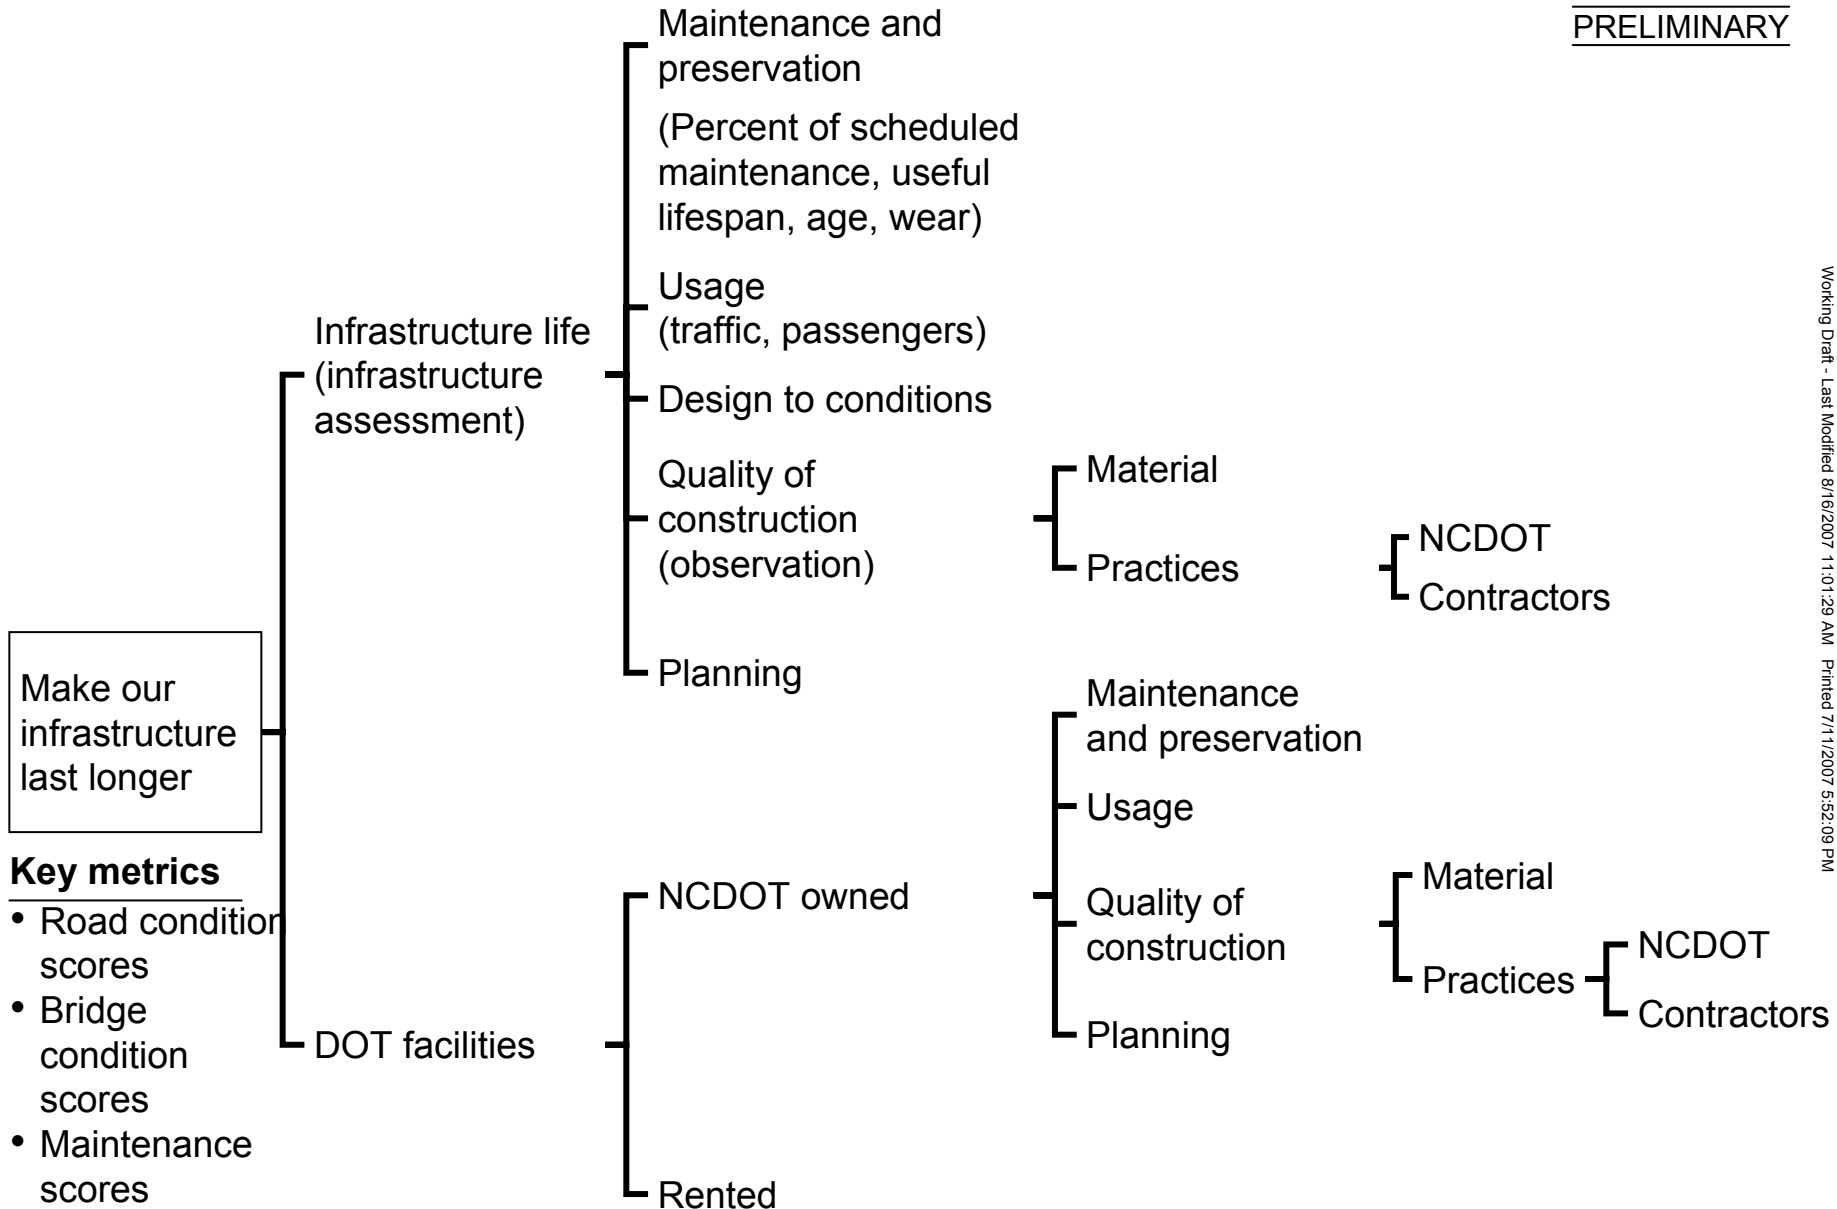 PRELIMINARY
Maintenance and
preservation
(Percent of scheduled
maintenance, useful
lifespan, age, wear)
Usage
(traffic, passengers)
Infrastructure life
(infrastructure
assessment)
Design to conditions
Quality of
construction
(observation)
Material
Practices
NCDOT
Contractors
Planning
Make our
infrastructure
last longer
Key metrics
• Road condition
scores
• Bridge
condition
scores
• Maintenance
scores
DOT facilities
NCDOT owned
Rented
Maintenance
and preservation
Usage
Quality of
construction
Planning
Material
Practices
NCDOT
Contractors
Working Draft - Last Modified 8/16/2007 11:01:29 AM Printed 7/11/2007 5:52:09 PM